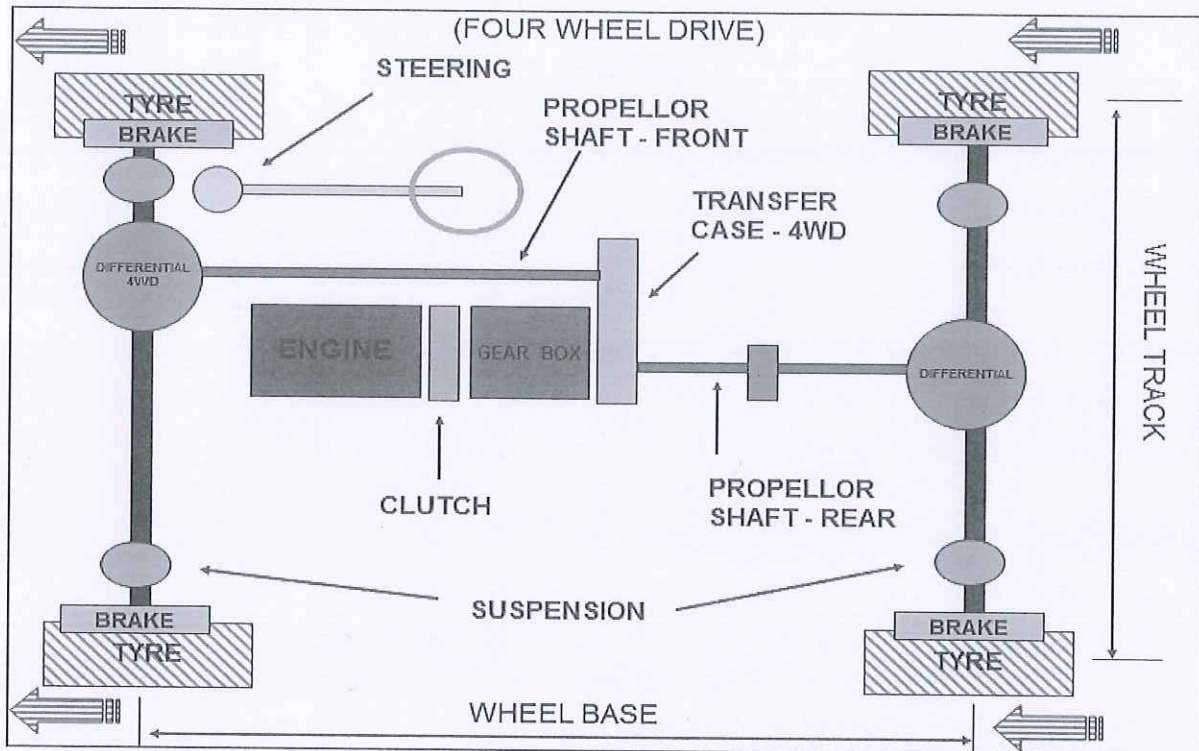 (FOUR WHEEL DRIVE)
STEERING
TYRE
BRAKE
PROPELLOR
SHAFT - FRONT
TYRE
BRAKE
TRANSFER
CASE - 4WD
DIFFERENTIAL
4WD
WHEEL TRACK
ENGINE
GEAR BOX
DIFFERENTIAL
CLUTCH
PROPELLOR
SHAFT - REAR
SUSPENSION
BRAKE
TYRE
BRAKE
TYRE
WHEEL BASE